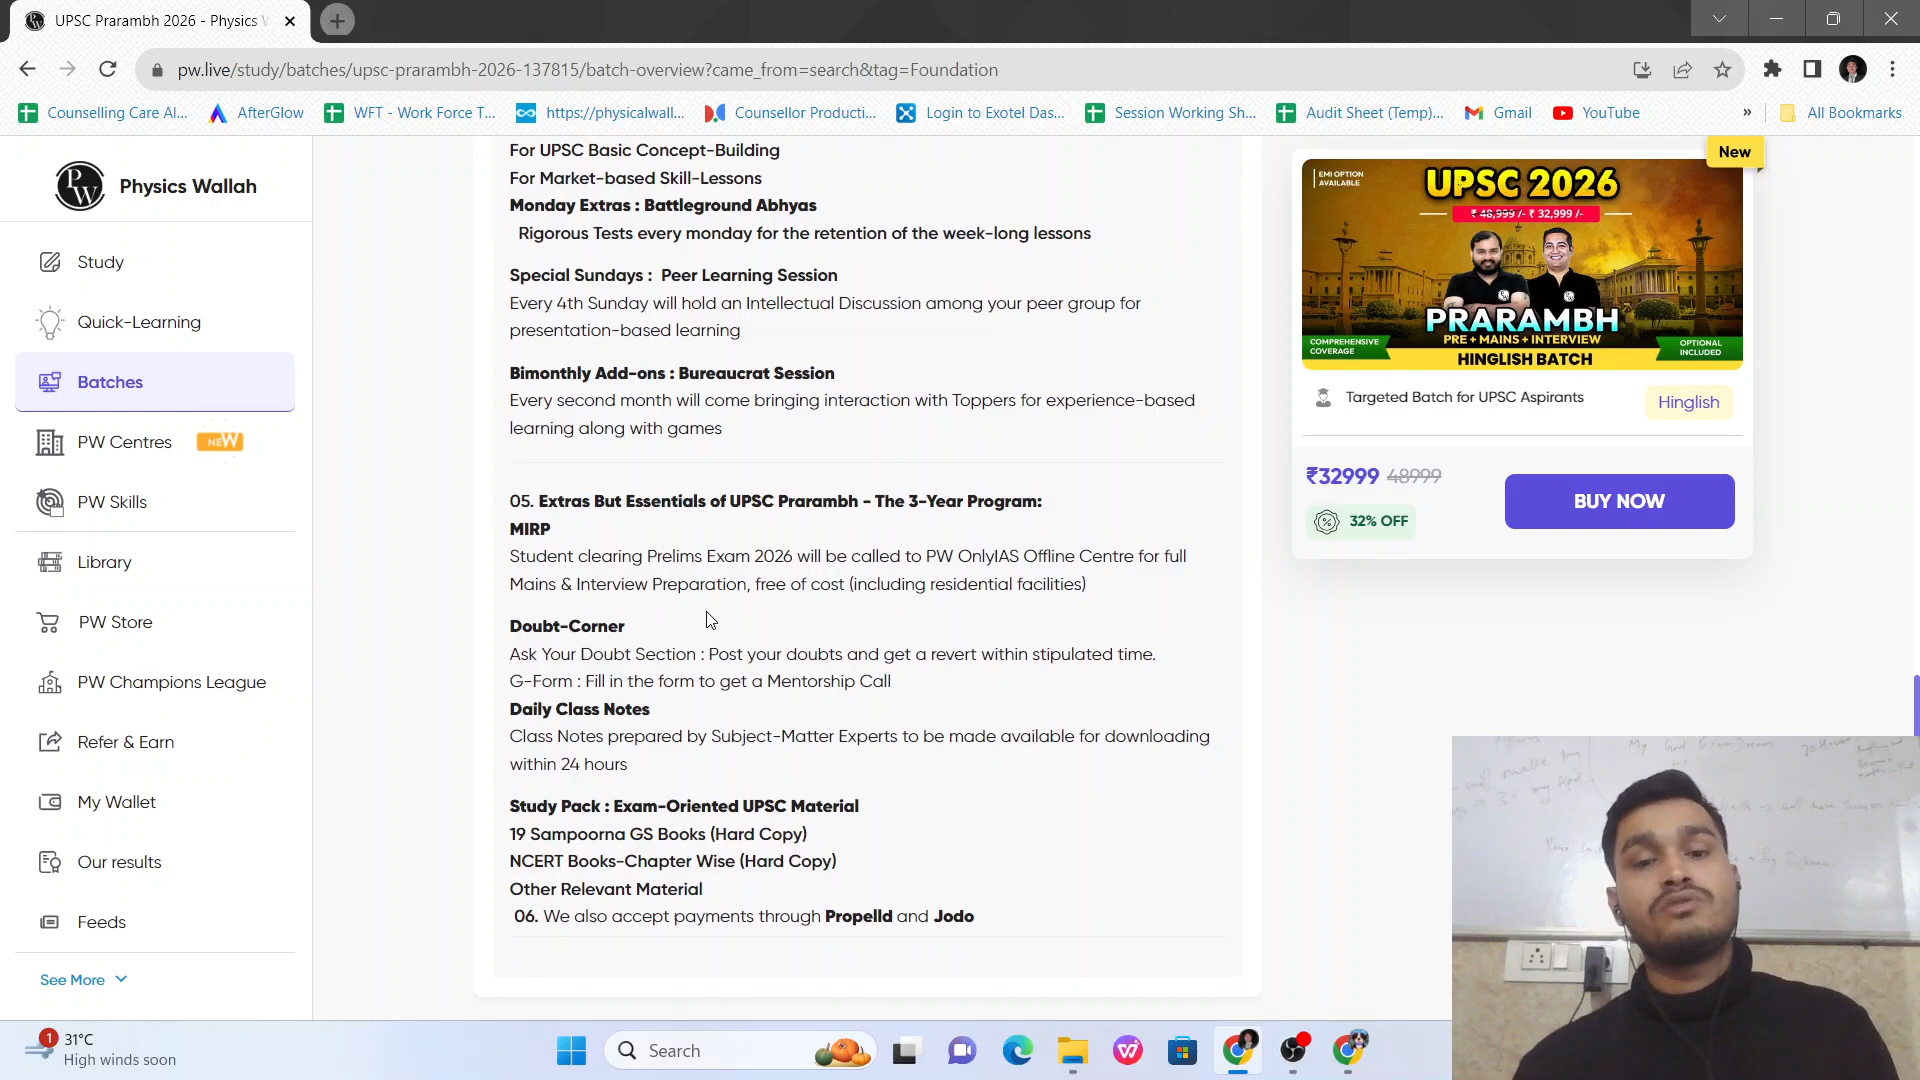 UPSC Prarambh 2026 - Physics W
pw.live/study/batches/upsc-prarambh-2026-137815/batch-overview?came_from=search&tag=Foundation
Counselling Care Al...
AfterGlow
WFT - Work Force T...
https://physicalwall...
Counsellor Producti...
Login to Exotel Das...
Session Working Sh...
Audit Sheet (Temp)...
Gmail
YouTube
»
All Bookmarks
PW
Physics Wallah
Study
Quick-Learning
Batches
PW Centres
NEW
PW Skills
Library
PW Store
PW Champions League
Refer & Earn
My Wallet
Our results
Feeds
See More
For UPSC Basic Concept-Building
For Market-based Skill-Lessons
Monday Extras : Battleground Abhyas
Rigorous Tests every monday for the retention of the week-long lessons
Special Sundays : Peer Learning Session
Every 4th Sunday will hold an Intellectual Discussion among your peer group for
presentation-based learning
Bimonthly Add-ons : Bureaucrat Session
Every second month will come bringing interaction with Toppers for experience-based
learning along with games
05. Extras But Essentials of UPSC Prarambh - The 3-Year Program:
MIRP
Student clearing Prelims Exam 2026 will be called to PW OnlyIAS Offline Centre for full
Mains & Interview Preparation, free of cost (including residential facilities)
Doubt-Corner
Ask Your Doubt Section : Post your doubts and get a revert within stipulated time.
G-Form : Fill in the form to get a Mentorship Call
Daily Class Notes
Class Notes prepared by Subject-Matter Experts to be made available for downloading
within 24 hours
Study Pack : Exam-Oriented UPSC Material
19 Sampoorna GS Books (Hard Copy)
NCERT Books-Chapter Wise (Hard Copy)
Other Relevant Material
06. We also accept payments through Propelld and Jodo
New
EMI OPTION
AVAILABLE
UPSC 2026
₹ 48,999 /- ₹ 32,999 /-
PRARAMBH
PRE + MAINS + INTERVIEW
COMPREHENSIVE
COVERAGE
OPTIONAL
INCLUDED
HINGLISH BATCH
Targeted Batch for UPSC Aspirants
Hinglish
₹32999 48999
32% OFF
BUY NOW
1
31°C
High winds soon
Search